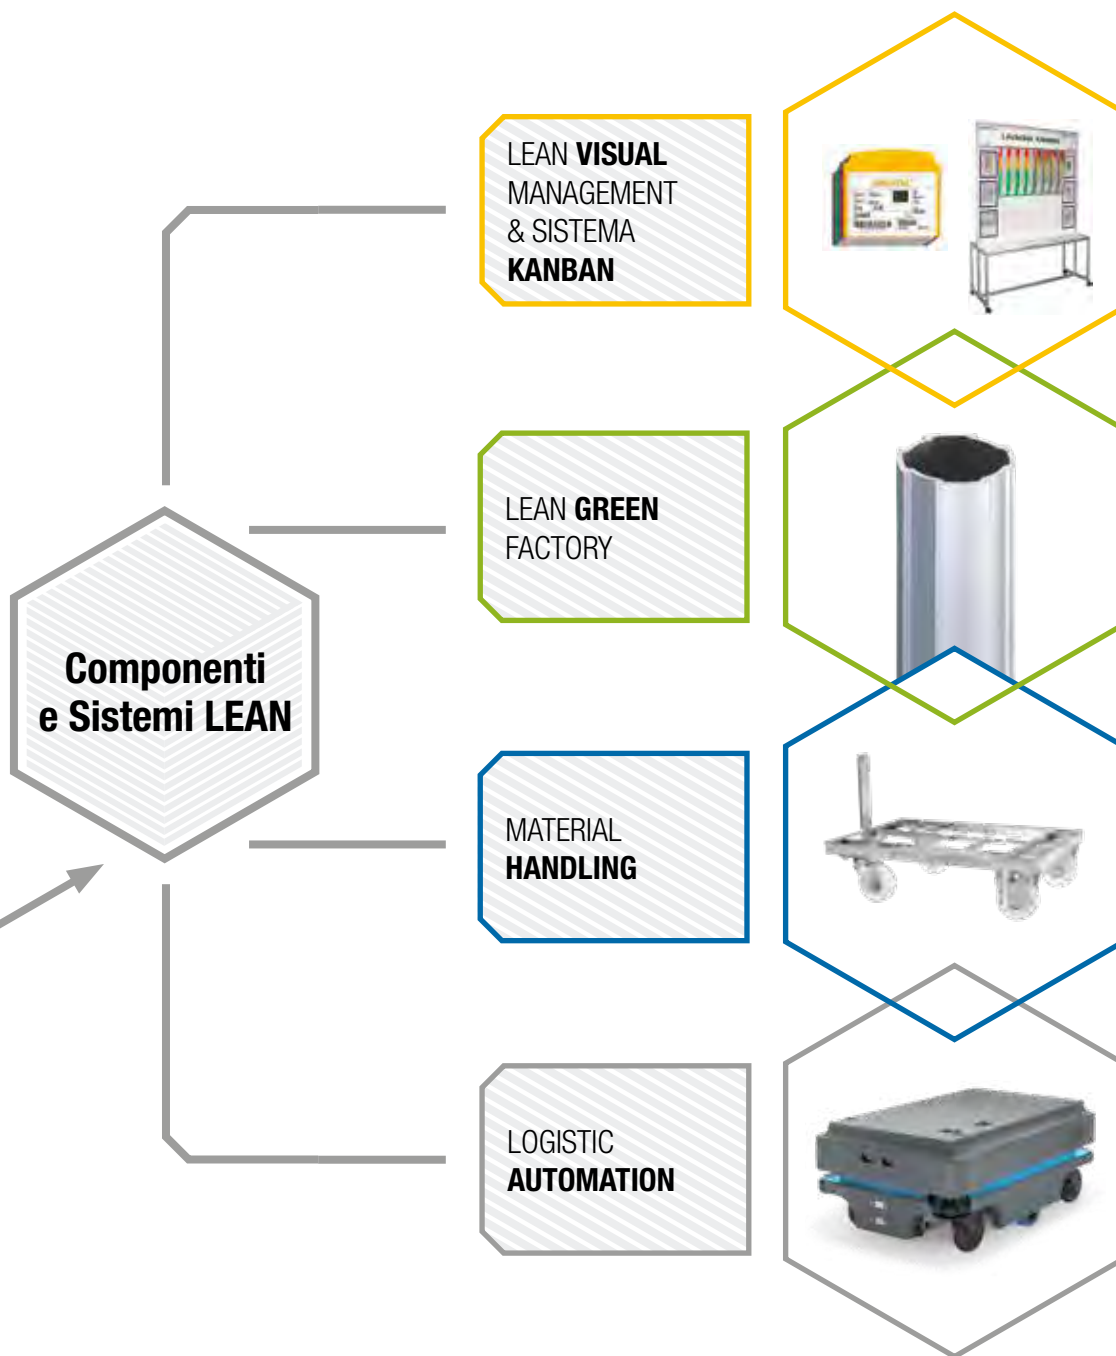 LEAN VISUAL
MANAGEMENT
& SISTEMA
KANBAN
LEAN GREEN
FACTORY
Componenti
e Sistemi LEAN
MATERIAL
HANDLING
LOGISTIC
AUTOMATION